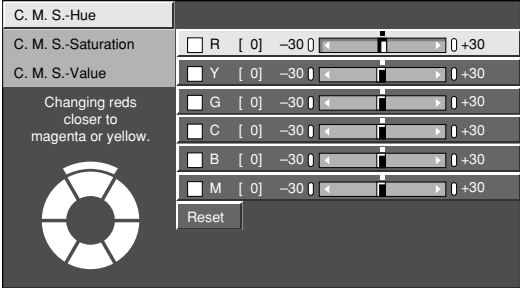 C. M. S.-Hue
C. M. S.-Saturation
C. M. S.-Value
Changing reds
closer to
magenta or yellow.
R [ 0] –30 +30
Y [ 0] –30 +30
G [ 0] –30 +30
C [ 0] –30 +30
B [ 0] –30 +30
M [ 0] –30 +30
Reset